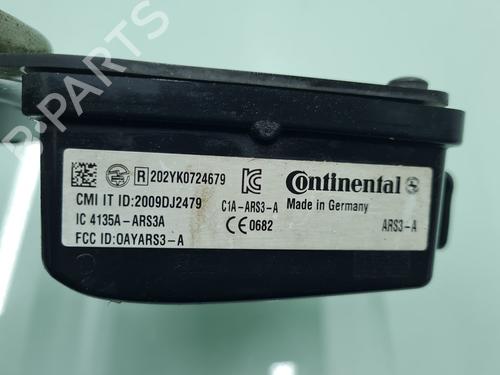 B-PARTS
R 202YK0724679
CMI IT ID:2009DJ2479
IC 4135A-ARS3A
FCC ID:OAYARS3-A
C1A-ARS3-A
CE 0682
Continental
Made in Germany
ARS3-A